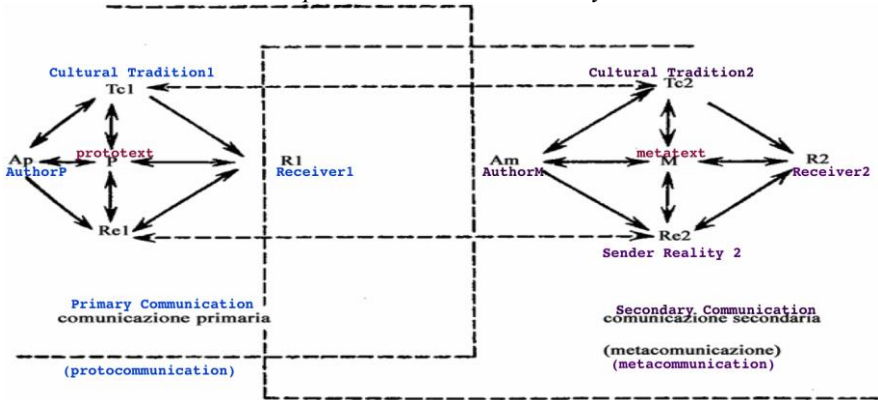 Cultural Tradition1
Tc1
Cultural Tradition2
Tc2
Ap
prototext
R1
Am
metatext
M
R2
AuthorP
Receiver1
AuthorM
Receiver2
Re1
Re2
Sender Reality 2
Primary Communication
comunicazione primaria
Secondary Communication
comunicazione secondaria
(metacomunicazione)
(protocommunication)
(metacommunication)